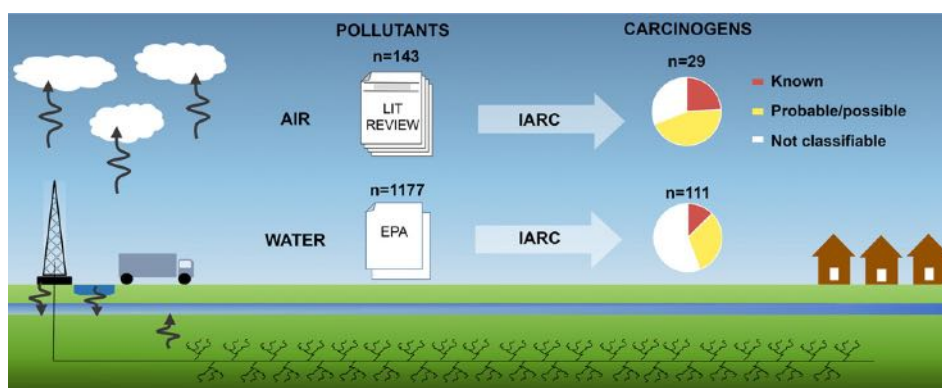 POLLUTANTS
CARCINOGENS
n=143
n=29
AIR
LIT
REVIEW
IARC
Known
Probable/possible
Not classifiable
n=1177
n=111
WATER
EPA
IARC